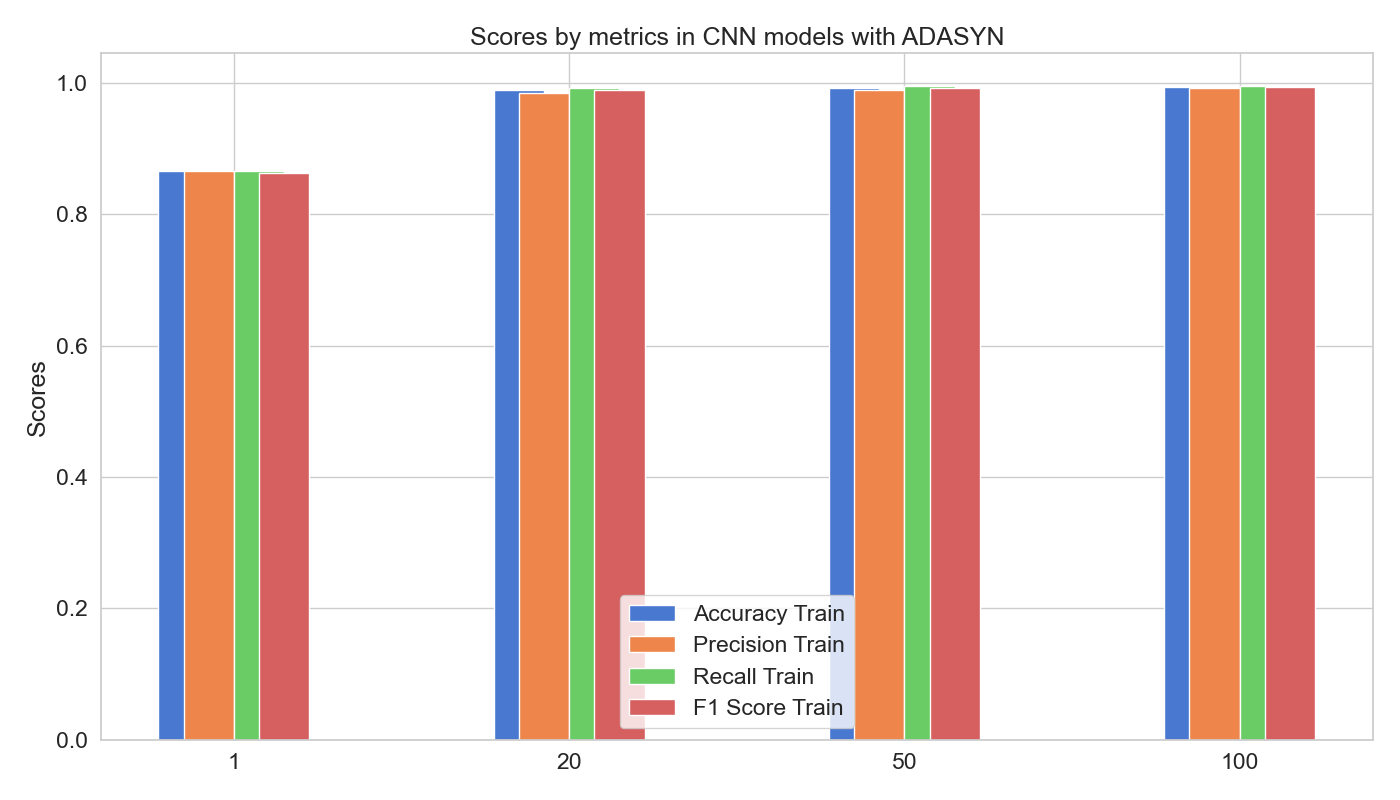 Scores by metrics in CNN models with ADASYN
1.0
0.8
0.6
0.4
0.2
0.0
Scores
Accuracy Train
Precision Train
Recall Train
F1 Score Train
1
20
50
100